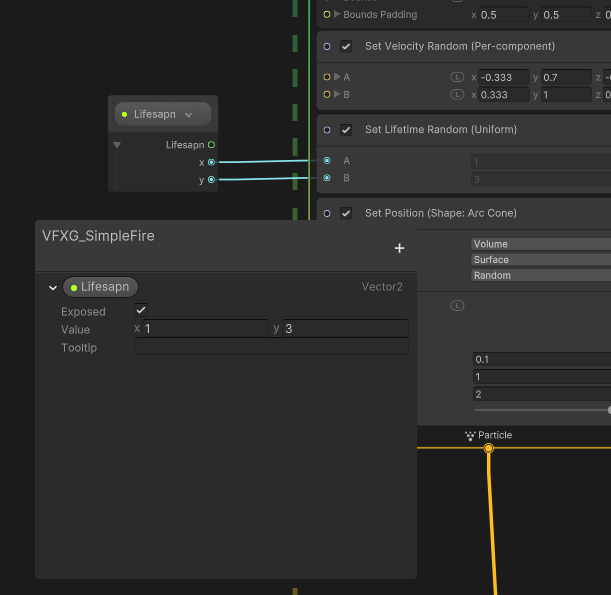 Bounds Padding x 0.5 y 0.5 z 0
Set Velocity Random (Per-component)
A L x -0.333 y 0.7 z -
B L x 0.333 y 1 z 0
Lifesapn
Lifesapn
x
y
Set Lifetime Random (Uniform)
A 1
B 3
Set Position (Shape: Arc Cone)
Volume
Surface
Random
L
0.1
1
2
Particle
VFXG_SimpleFire
+
Lifesapn Vector2
Exposed
Value x 1 y 3
Tooltip